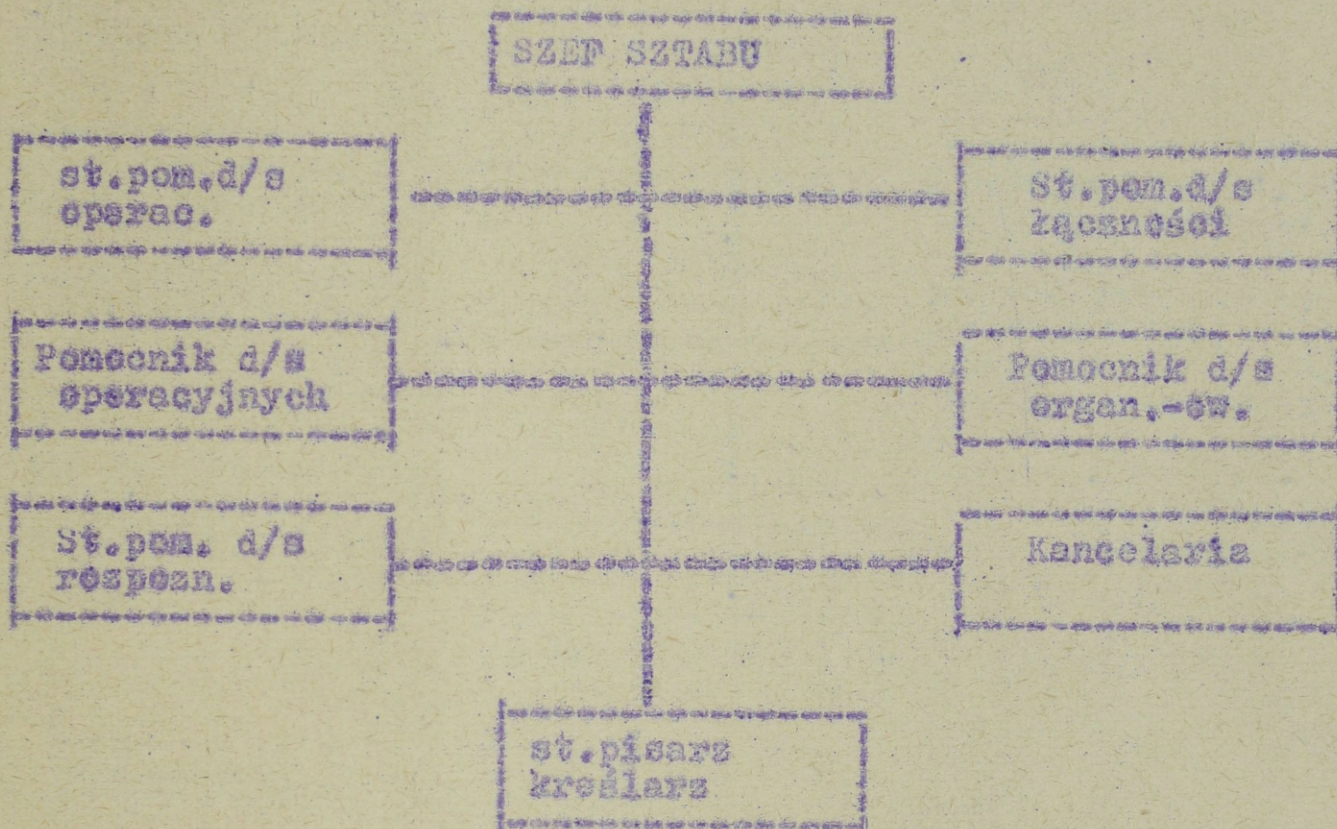 SZEF SZTABU
st.pom.d/s
operac.
St.pom.d/s
łączności
Pomocnik d/s
operacyjnych
Pomocnik d/s
organ.-ew.
St.pom. d/s
rozpozn.
Kancelaria
st.pisarz
kreślarz